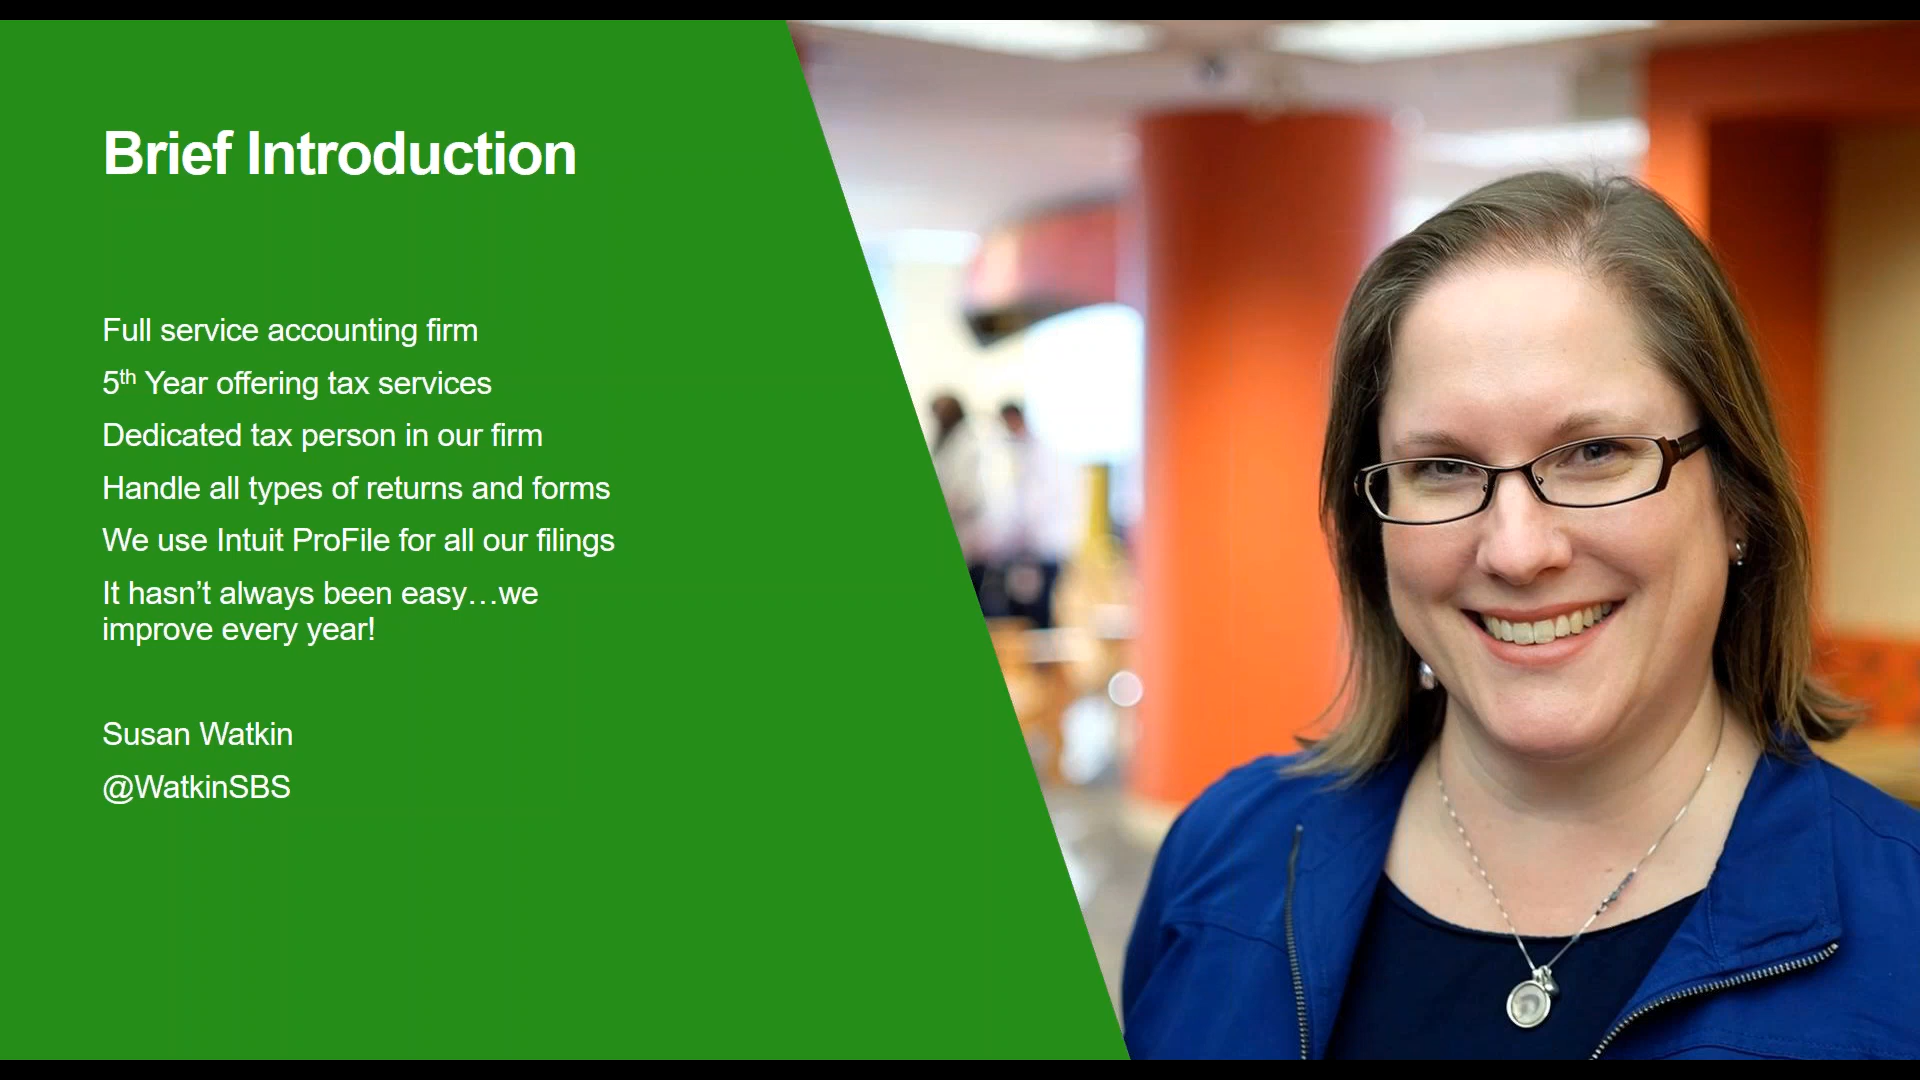 Brief Introduction
Full service accounting firm
5th Year offering tax services
Dedicated tax person in our firm
Handle all types of returns and forms
We use Intuit ProFile for all our filings
It hasn’t always been easy…we
improve every year!
Susan Watkin
@WatkinSBS